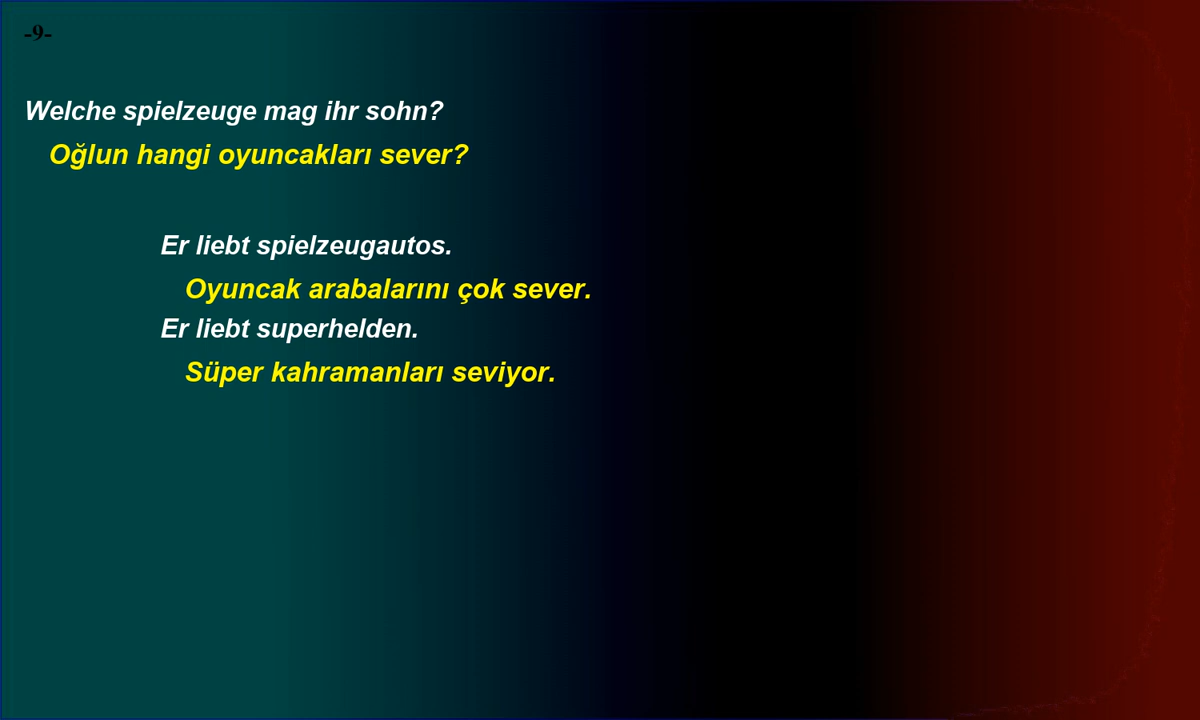 -9-
Welche spielzeuge mag ihr sohn?
Oğlun hangi oyuncakları sever?
Er liebt spielzeugautos.
Oyuncak arabalarını çok sever.
Er liebt superhelden.
Süper kahramanları seviyor.